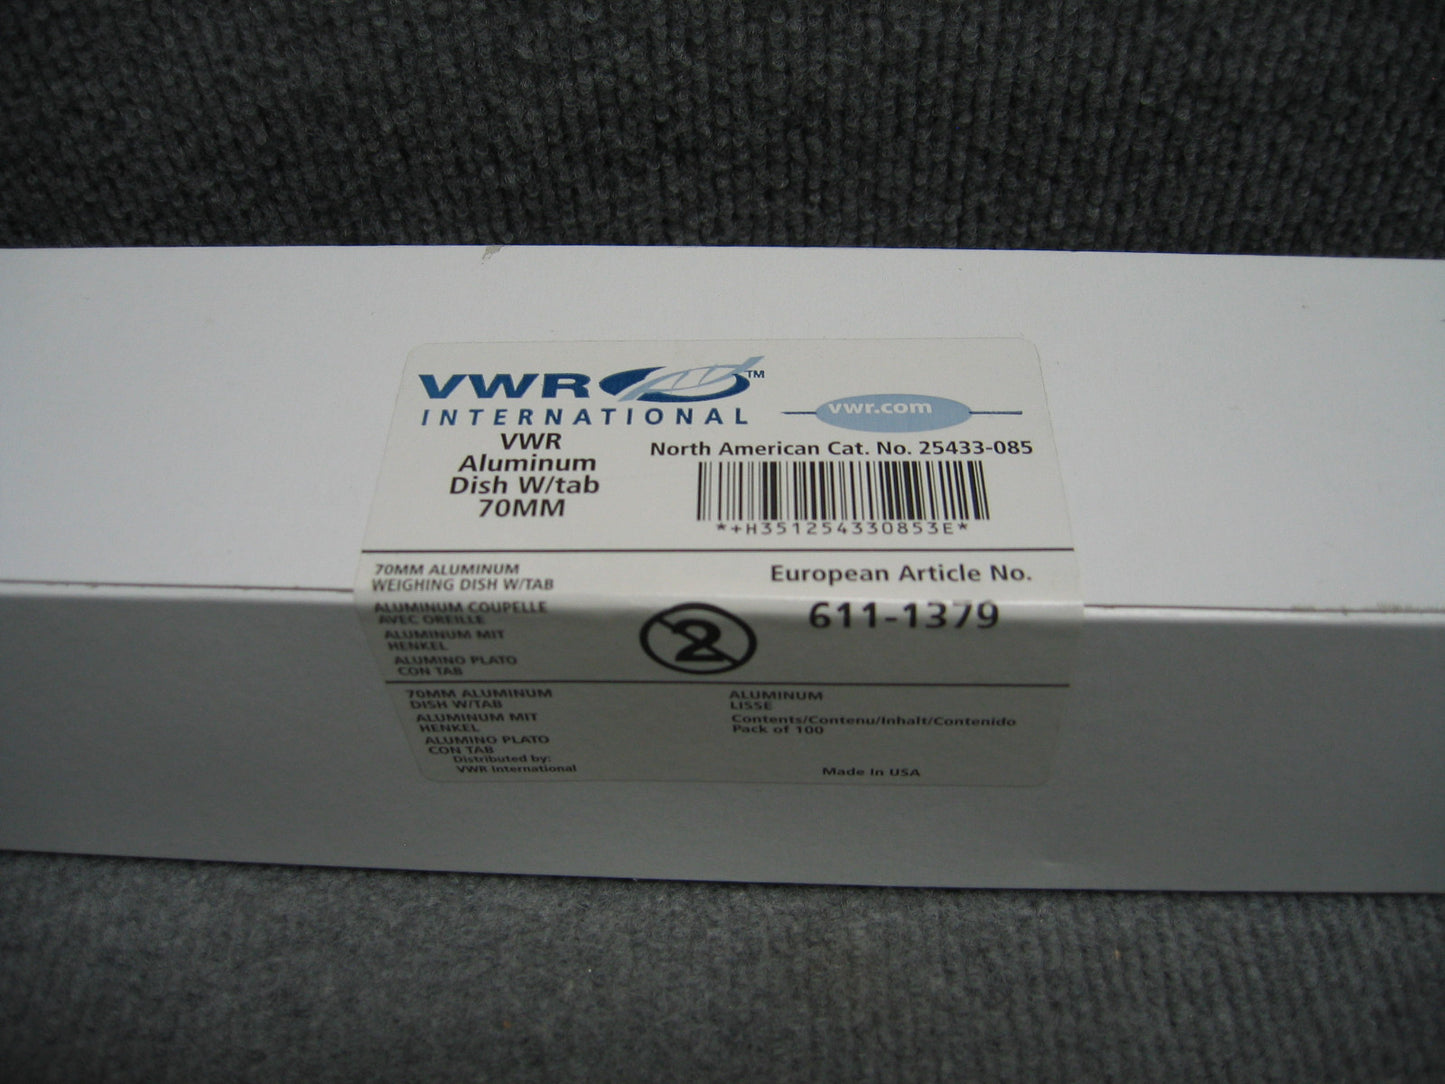 VWR™
INTERNATIONAL
vwr.com
VWR
Aluminum
Dish W/tab
70MM
North American Cat. No. 25433-085
*+H351254330853E*
70MM ALUMINUM
WEIGHING DISH W/TAB
ALUMINUM COUPELLE
AVEC OREILLE
ALUMINUM MIT
HENKEL
ALUMINO PLATO
CON TAB
2
European Article No.
611-1379
70MM ALUMINUM
DISH W/TAB
ALUMINUM MIT
HENKEL
ALUMINO PLATO
CON TAB
Distributed by:
VWR International
ALUMINUM
LISSE
Contents/Contenu/Inhalt/Contenido
Pack of 100
Made In USA